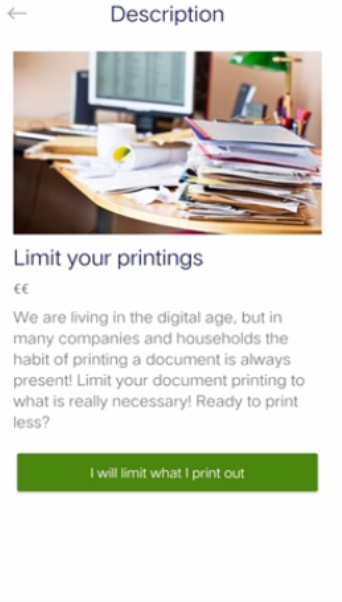 Description
Limit your printings
€€
We are living in the digital age, but in
many companies and households the
habit of printing a document is always
present! Limit your document printing to
what is really necessary! Ready to print
less?
I will limit what I print out